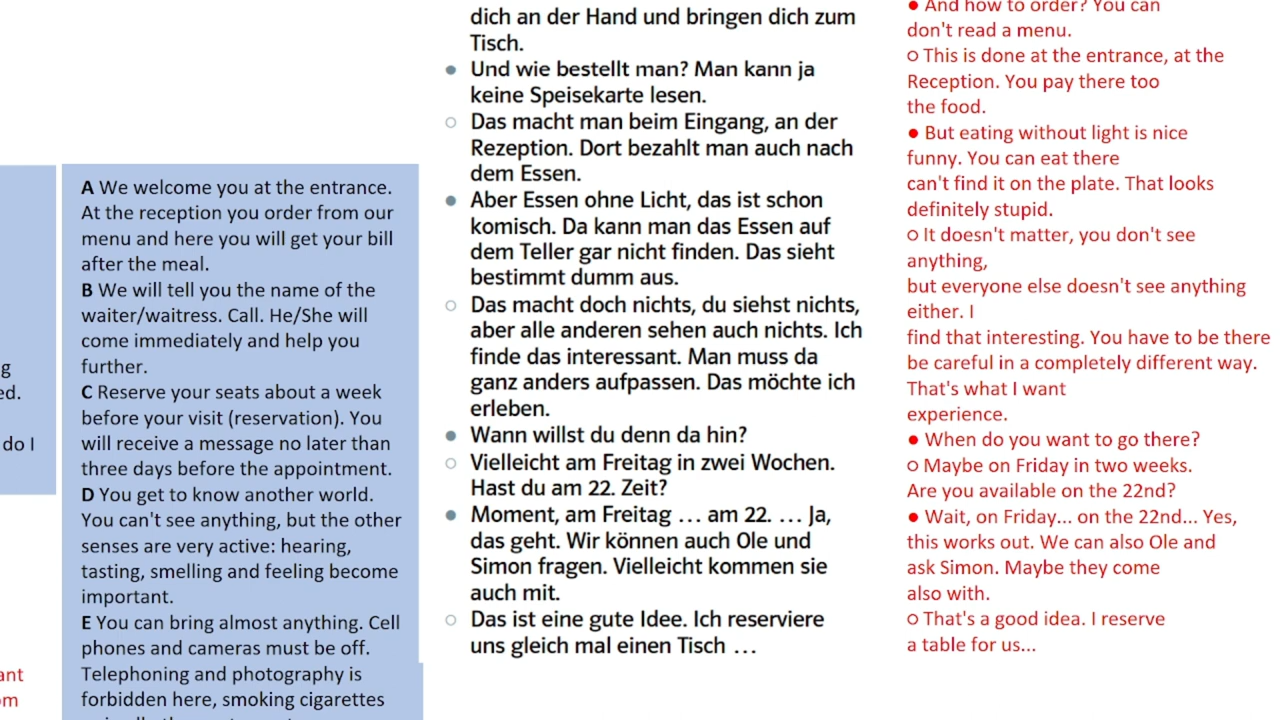 g
ed.
do I
ant
om
A We welcome you at the entrance.
At the reception you order from our
menu and here you will get your bill
after the meal.
B We will tell you the name of the
waiter/waitress. Call. He/She will
come immediately and help you
further.
C Reserve your seats about a week
before your visit (reservation). You
will receive a message no later than
three days before the appointment.
D You get to know another world.
You can't see anything, but the other
senses are very active: hearing,
tasting, smelling and feeling become
important.
E You can bring almost anything. Cell
phones and cameras must be off.
Telephoning and photography is
forbidden here, smoking cigarettes
dich an der Hand und bringen dich zum
Tisch.
● Und wie bestellt man? Man kann ja
keine Speisekarte lesen.
○ Das macht man beim Eingang, an der
Rezeption. Dort bezahlt man auch nach
dem Essen.
● Aber Essen ohne Licht, das ist schon
komisch. Da kann man das Essen auf
dem Teller gar nicht finden. Das sieht
bestimmt dumm aus.
○ Das macht doch nichts, du siehst nichts,
aber alle anderen sehen auch nichts. Ich
finde das interessant. Man muss da
ganz anders aufpassen. Das möchte ich
erleben.
● Wann willst du denn da hin?
○ Vielleicht am Freitag in zwei Wochen.
Hast du am 22. Zeit?
● Moment, am Freitag … am 22. … Ja,
das geht. Wir können auch Ole und
Simon fragen. Vielleicht kommen sie
auch mit.
○ Das ist eine gute Idee. Ich reserviere
uns gleich mal einen Tisch …
● And how to order? You can
don't read a menu.
○ This is done at the entrance, at the
Reception. You pay there too
the food.
● But eating without light is nice
funny. You can eat there
can't find it on the plate. That looks
definitely stupid.
○ It doesn't matter, you don't see
anything,
but everyone else doesn't see anything
either. I
find that interesting. You have to be there
be careful in a completely different way.
That's what I want
experience.
● When do you want to go there?
○ Maybe on Friday in two weeks.
Are you available on the 22nd?
● Wait, on Friday... on the 22nd... Yes,
this works out. We can also Ole and
ask Simon. Maybe they come
also with.
○ That's a good idea. I reserve
a table for us...